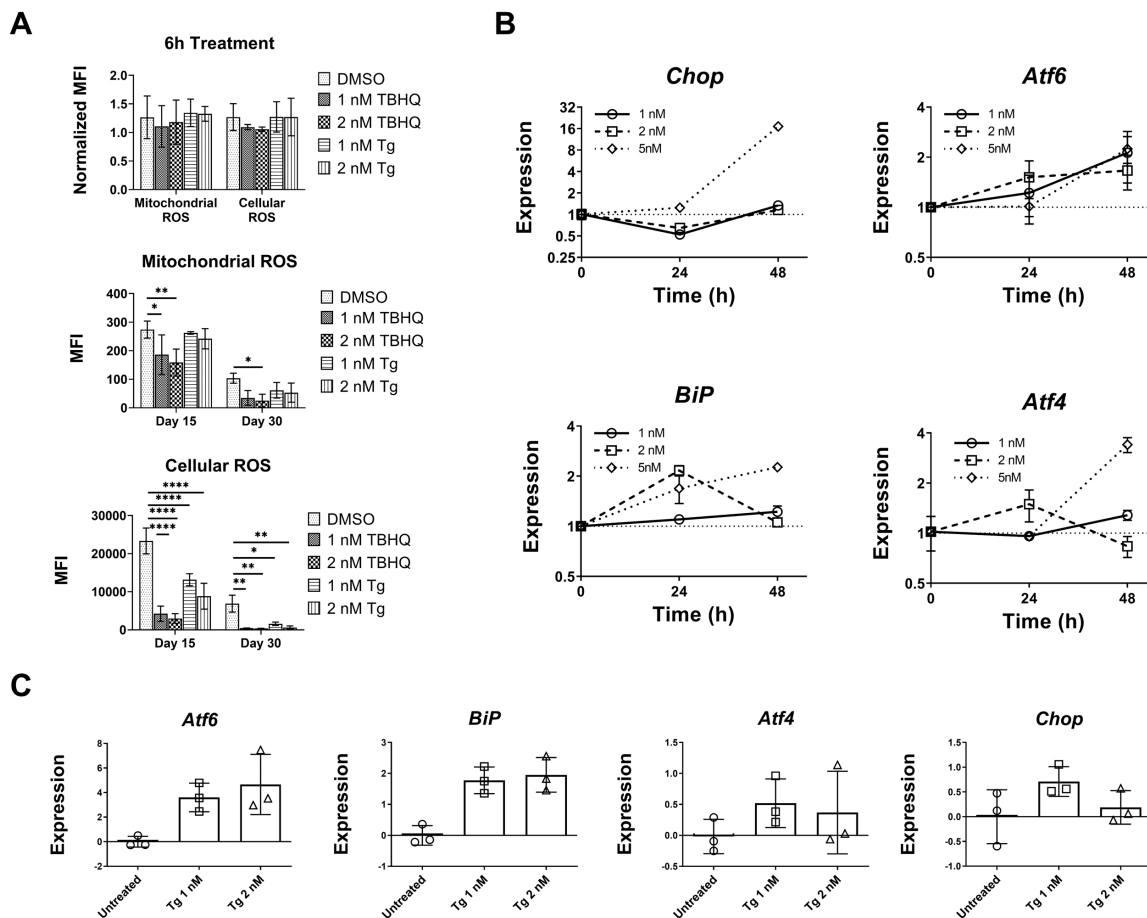 A
6h Treatment
Normalized MFI
2.0
1.5
1.0
0.5
0.0
Mitochondrial ROS
Cellular ROS
DMSO
1 nM TBHQ
2 nM TBHQ
1 nM Tg
2 nM Tg
Mitochondrial ROS
MFI
400
300
200
100
0
**
*
*
Day 15
Day 30
DMSO
1 nM TBHQ
2 nM TBHQ
1 nM Tg
2 nM Tg
Cellular ROS
MFI
30000
20000
10000
0
****
****
****
****
**
*
**
**
Day 15
Day 30
DMSO
1 nM TBHQ
2 nM TBHQ
1 nM Tg
2 nM Tg
B
Chop
Expression
32
16
8
4
2
1
0.5
0.25
1 nM
2 nM
5nM
0
24
48
Time (h)
Atf6
Expression
4
2
1
0.5
1 nM
2 nM
5nM
0
24
48
Time (h)
BiP
Expression
4
2
1
0.5
1 nM
2 nM
5nM
0
24
48
Time (h)
Atf4
Expression
4
2
1
0.5
1 nM
2 nM
5nM
0
24
48
Time (h)
C
Atf6
Expression
8
6
4
2
0
-2
Untreated
Tg 1 nM
Tg 2 nM
BiP
Expression
3
2
1
0
-1
Untreated
Tg 1 nM
Tg 2 nM
Atf4
Expression
1.5
1.0
0.5
0.0
-0.5
Untreated
Tg 1 nM
Tg 2 nM
Chop
Expression
1.5
1.0
0.5
0.0
-0.5
-1.0
Untreated
Tg 1 nM
Tg 2 nM